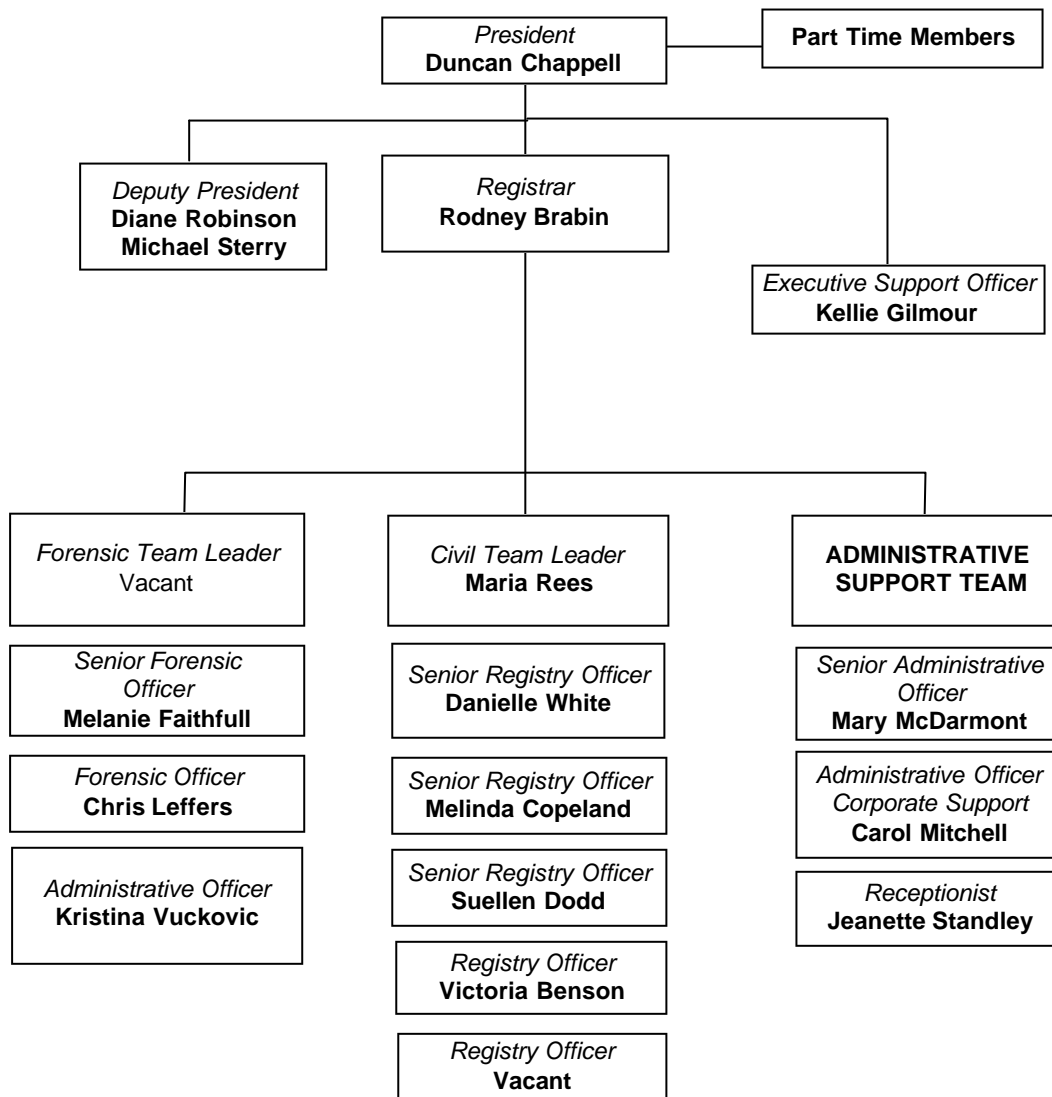 President
Duncan Chappell
Part Time Members
Deputy President
Diane Robinson
Michael Sterry
Registrar
Rodney Brabin
Executive Support Officer
Kellie Gilmour
Forensic Team Leader
Vacant
Civil Team Leader
Maria Rees
ADMINISTRATIVE
SUPPORT TEAM
Senior Forensic
Officer
Melanie Faithfull
Senior Registry Officer
Danielle White
Senior Administrative
Officer
Mary McDarmont
Forensic Officer
Chris Leffers
Senior Registry Officer
Melinda Copeland
Administrative Officer
Corporate Support
Carol Mitchell
Administrative Officer
Kristina Vuckovic
Senior Registry Officer
Suellen Dodd
Receptionist
Jeanette Standley
Registry Officer
Victoria Benson
Registry Officer
Vacant